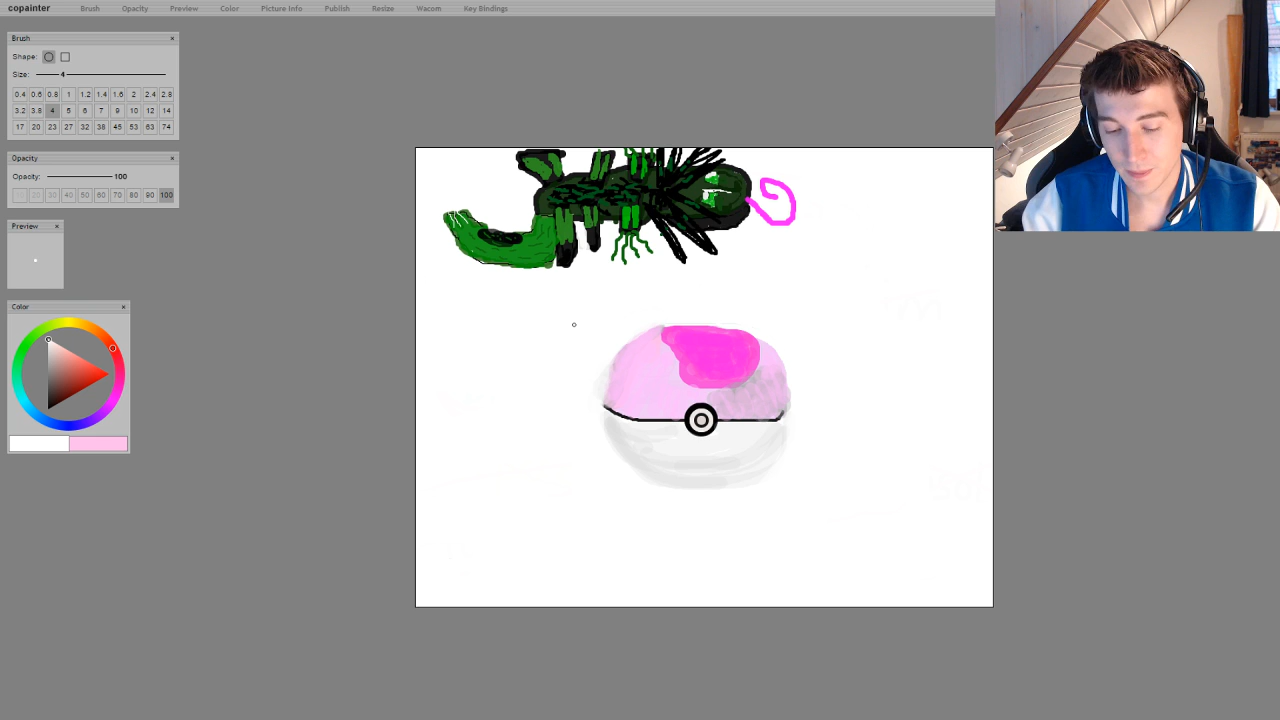 copainter Brush Opacity Preview Color Picture Info Publish Resize Wacom Key Bindings
Brush ×
Shape:
Size: 4
0.4 0.6 0.8 1 1.2 1.4 1.6 2 2.4 2.8
3.2 3.8 4 5 6 7 9 10 12 14
17 20 23 27 32 38 45 53 63 74
Opacity ×
Opacity: 100
10 20 30 40 50 60 70 80 90 100
Preview ×
Color ×